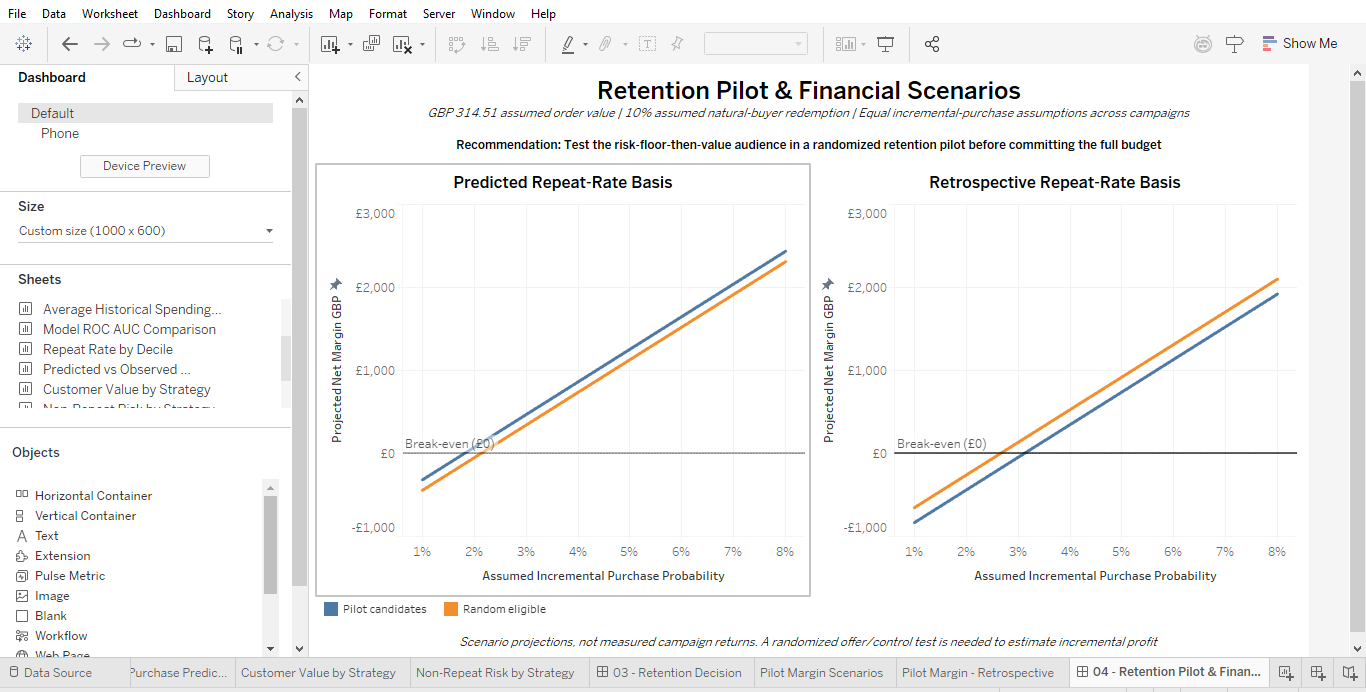 File Data Worksheet Dashboard Story Analysis Map Format Server Window Help
Show Me
Dashboard Layout
Default
Phone
Device Preview
Size
Custom size (1000 x 600)
Sheets
Average Historical Spending...
Model ROC AUC Comparison
Repeat Rate by Decile
Predicted vs Observed ...
Customer Value by Strategy
Non-Repeat Risk by Strategy
Objects
Horizontal Container
Vertical Container
Text
Extension
Pulse Metric
Image
Blank
Workflow
Web Page
Retention Pilot & Financial Scenarios
GBP 314.51 assumed order value | 10% assumed natural-buyer redemption | Equal incremental-purchase assumptions across campaigns
Recommendation: Test the risk-floor-then-value audience in a randomized retention pilot before committing the full budget
Predicted Repeat-Rate Basis
Projected Net Margin GBP
£3,000
£2,000
£1,000
£0
-£1,000
Break-even (£0)
1% 2% 3% 4% 5% 6% 7% 8%
Assumed Incremental Purchase Probability
Retrospective Repeat-Rate Basis
Projected Net Margin GBP
£3,000
£2,000
£1,000
£0
-£1,000
Break-even (£0)
1% 2% 3% 4% 5% 6% 7% 8%
Assumed Incremental Purchase Probability
Pilot candidates Random eligible
Scenario projections, not measured campaign returns. A randomized offer/control test is needed to estimate incremental profit
Data Source Purchase Predic... Customer Value by Strategy Non-Repeat Risk by Strategy 03 - Retention Decision Pilot Margin Scenarios Pilot Margin - Retrospective 04 - Retention Pilot & Finan...